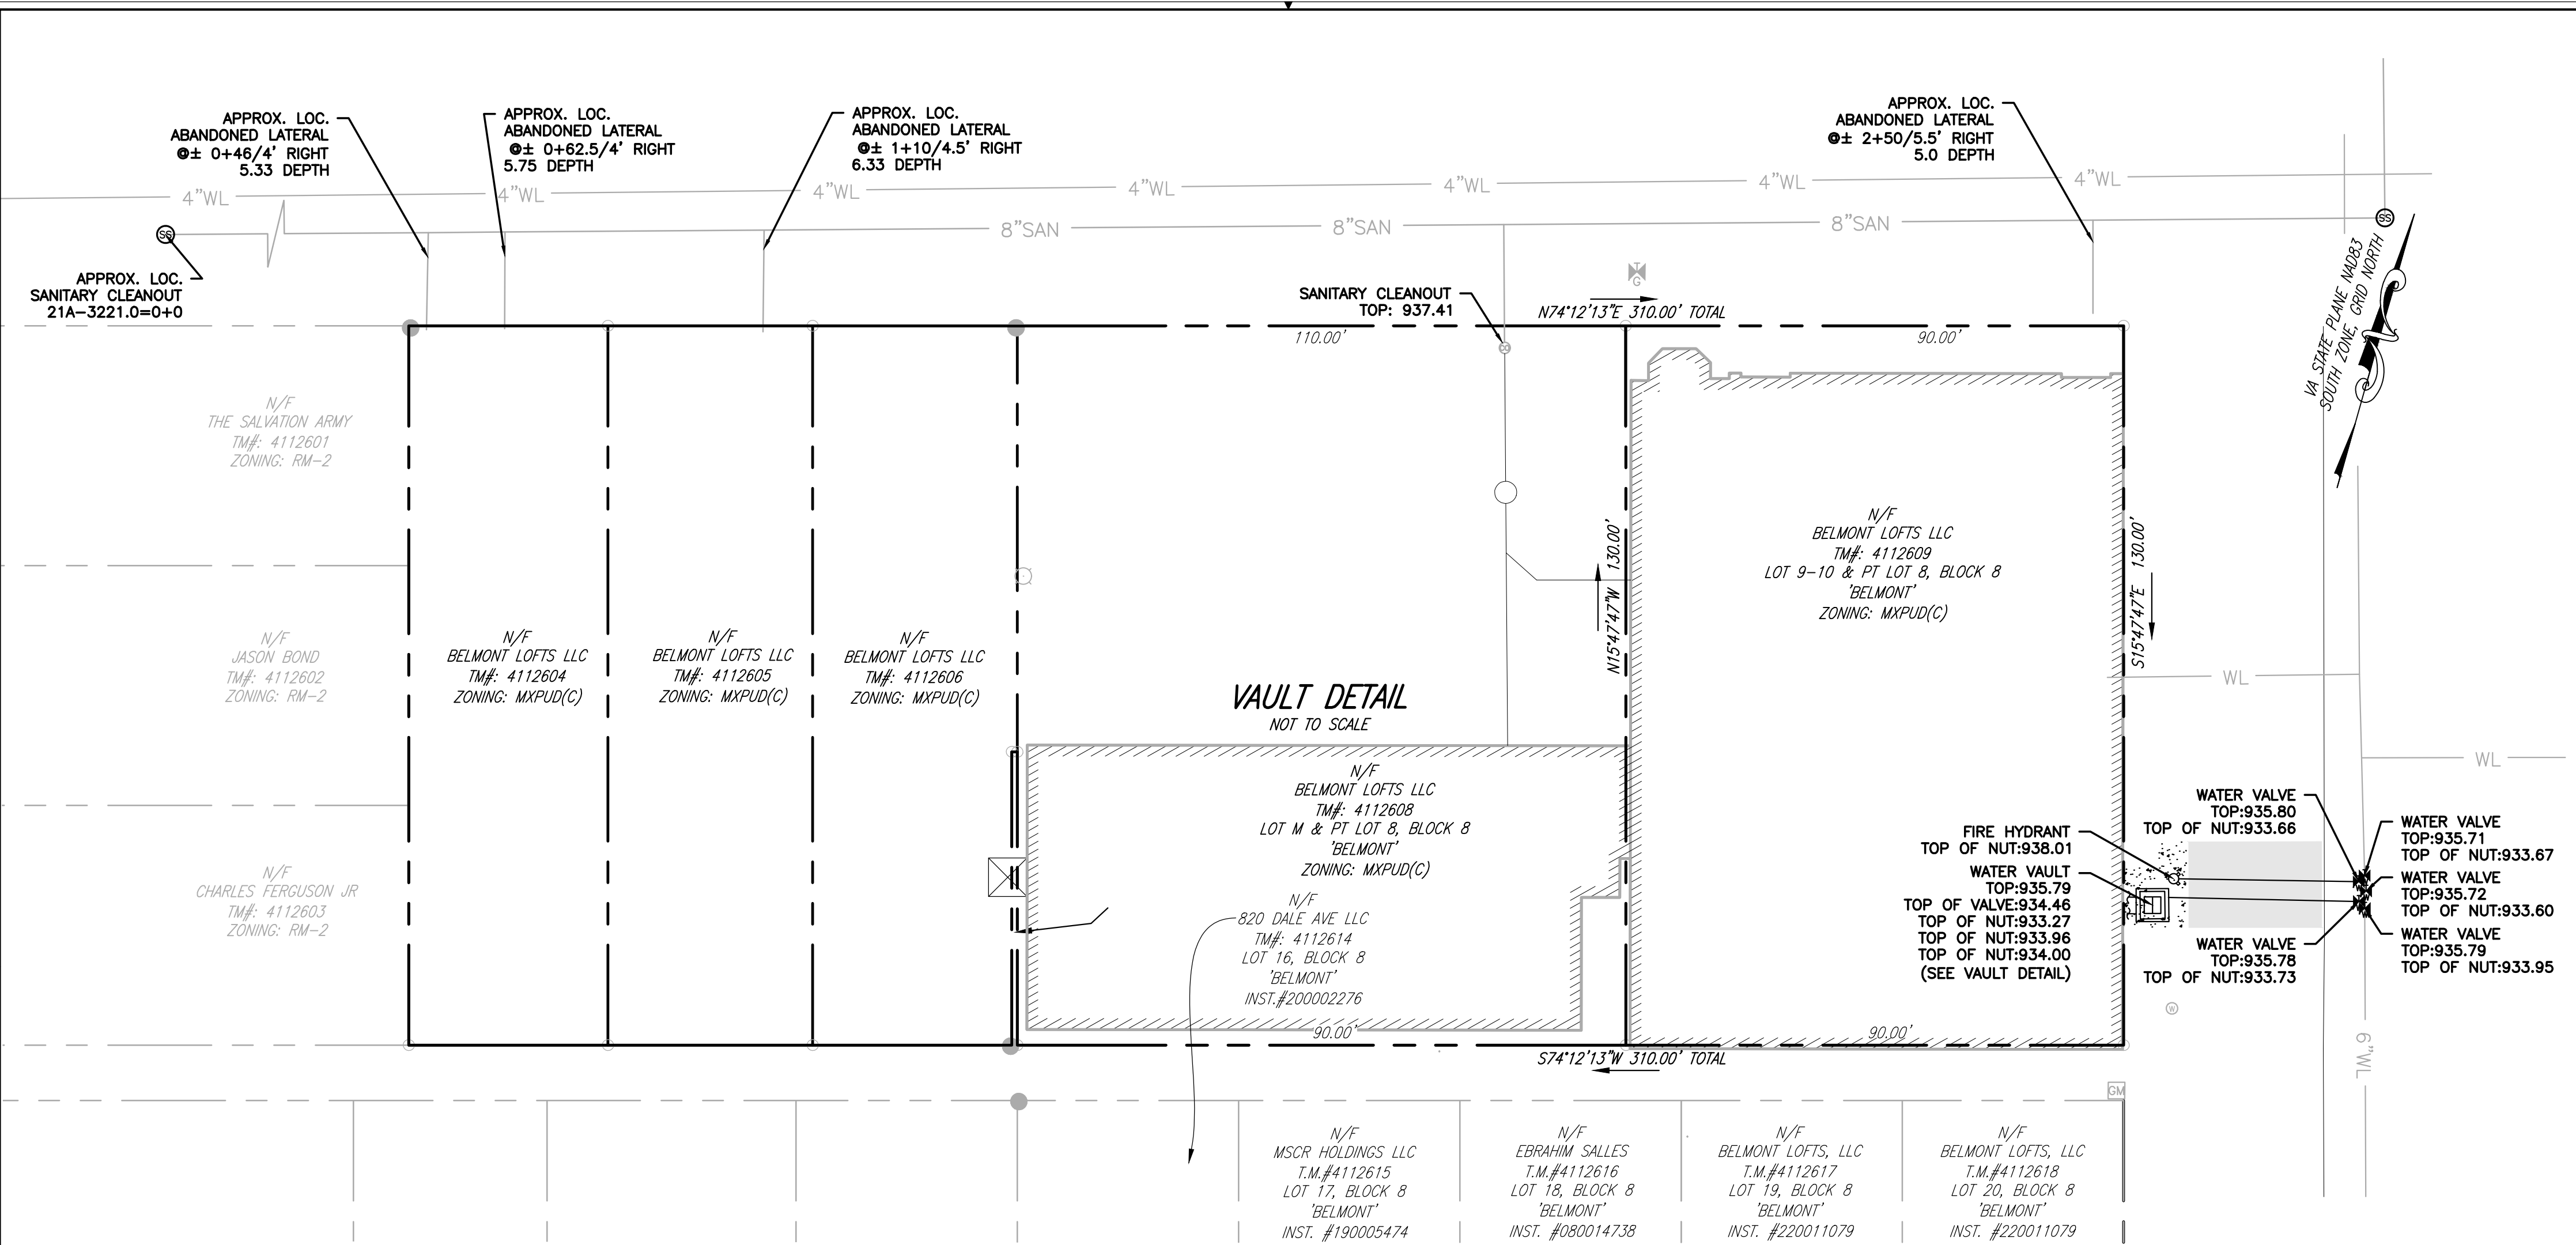 APPROX. LOC.
ABANDONED LATERAL
@± 0+46/4' RIGHT
5.33 DEPTH
APPROX. LOC.
ABANDONED LATERAL
@± 0+62.5/4' RIGHT
5.75 DEPTH
APPROX. LOC.
ABANDONED LATERAL
@± 1+10/4.5' RIGHT
6.33 DEPTH
APPROX. LOC.
ABANDONED LATERAL
@± 2+50/5.5' RIGHT
5.0 DEPTH
4"WL
4"WL
4"WL
4"WL
4"WL
4"WL
4"WL
SS
8"SAN
8"SAN
8"SAN
SS
APPROX. LOC.
SANITARY CLEANOUT
21A-3221.0=0+0
SANITARY CLEANOUT
TOP: 937.41
T
G
N74°12'13"E 310.00' TOTAL
110.00'
90.00'
CO
VA STATE PLANE NAD83
SOUTH ZONE, GRID NORTH
N/F
THE SALVATION ARMY
TM#: 4112601
ZONING: RM-2
N/F
JASON BOND
TM#: 4112602
ZONING: RM-2
N/F
CHARLES FERGUSON JR
TM#: 4112603
ZONING: RM-2
N/F
BELMONT LOFTS LLC
TM#: 4112604
ZONING: MXPUD(C)
N/F
BELMONT LOFTS LLC
TM#: 4112605
ZONING: MXPUD(C)
N/F
BELMONT LOFTS LLC
TM#: 4112606
ZONING: MXPUD(C)
N/F
BELMONT LOFTS LLC
TM#: 4112609
LOT 9-10 & PT LOT 8, BLOCK 8
'BELMONT'
ZONING: MXPUD(C)
N15°47'47"W 130.00'
S15°47'47"E 130.00'
VAULT DETAIL
NOT TO SCALE
N/F
BELMONT LOFTS LLC
TM#: 4112608
LOT M & PT LOT 8, BLOCK 8
'BELMONT'
ZONING: MXPUD(C)
N/F
820 DALE AVE LLC
TM#: 4112614
LOT 16, BLOCK 8
'BELMONT'
INST.#200002276
90.00'
90.00'
S74°12'13"W 310.00' TOTAL
WL
WL
FIRE HYDRANT
TOP OF NUT:938.01
WATER VAULT
TOP:935.79
TOP OF VALVE:934.46
TOP OF NUT:933.27
TOP OF NUT:933.96
TOP OF NUT:934.00
(SEE VAULT DETAIL)
WATER VALVE
TOP:935.80
TOP OF NUT:933.66
WATER VALVE
TOP:935.71
TOP OF NUT:933.67
WATER VALVE
TOP:935.72
TOP OF NUT:933.60
WATER VALVE
TOP:935.79
TOP OF NUT:933.95
WATER VALVE
TOP:935.78
TOP OF NUT:933.73
W
6"WL
GM
N/F
MSCR HOLDINGS LLC
T.M.#4112615
LOT 17, BLOCK 8
'BELMONT'
INST. #190005474
N/F
EBRAHIM SALLES
T.M.#4112616
LOT 18, BLOCK 8
'BELMONT'
INST. #080014738
N/F
BELMONT LOFTS, LLC
T.M.#4112617
LOT 19, BLOCK 8
'BELMONT'
INST. #220011079
N/F
BELMONT LOFTS, LLC
T.M.#4112618
LOT 20, BLOCK 8
'BELMONT'
INST. #220011079